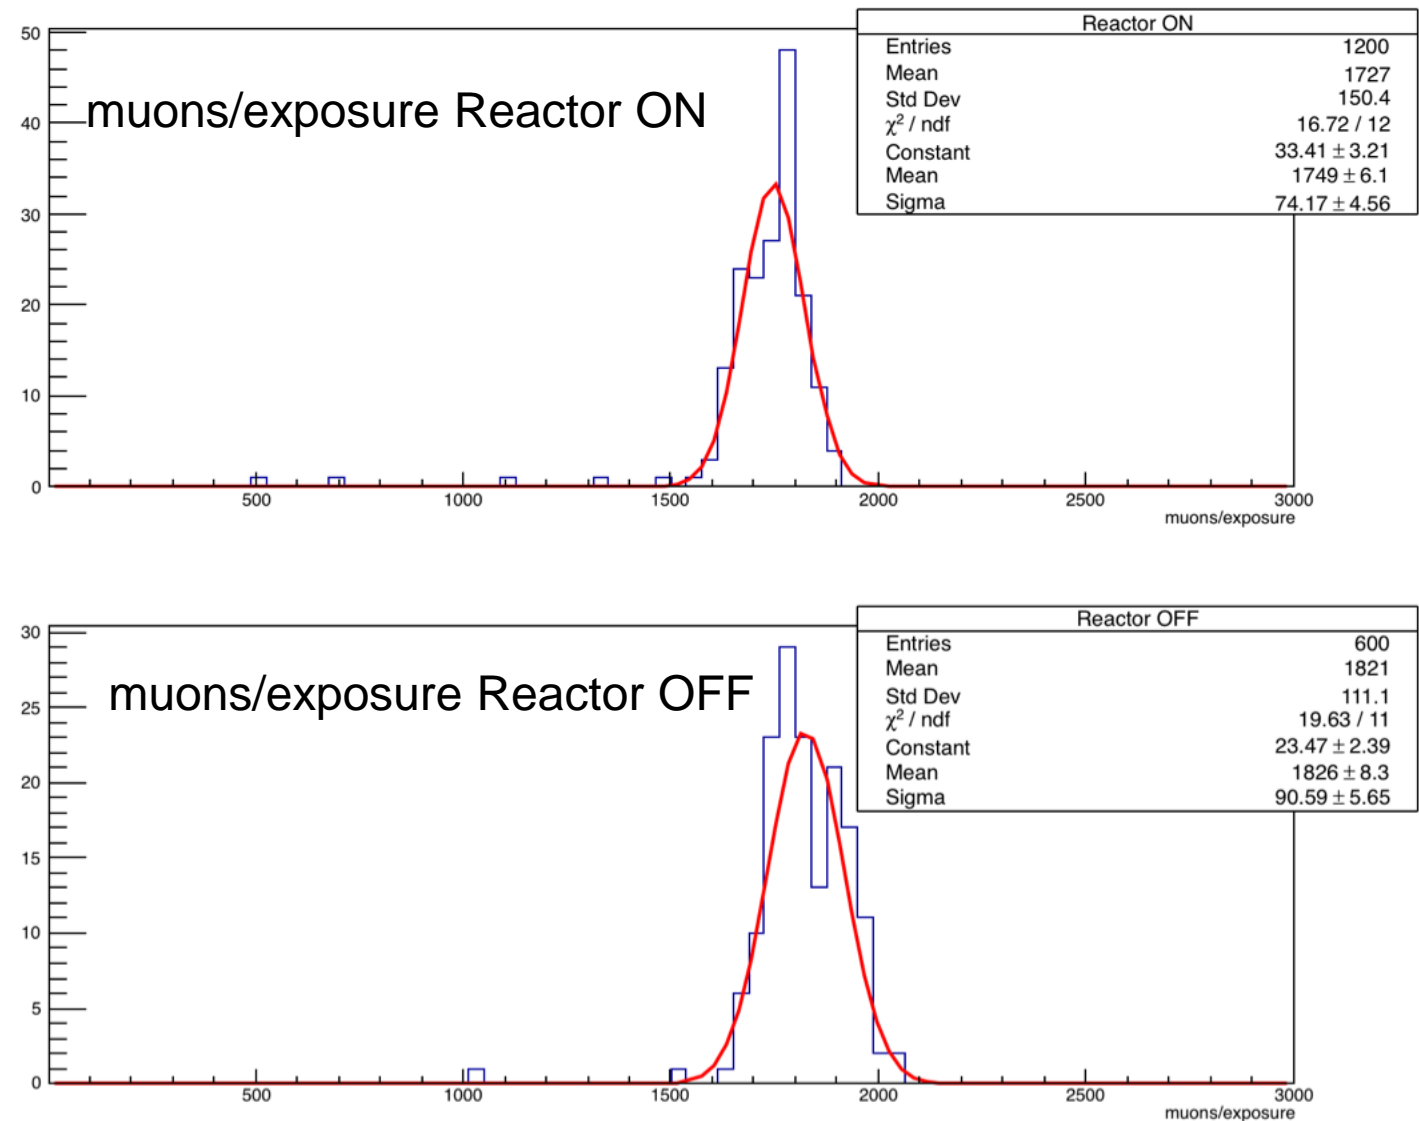 Reactor ON
Entries 1200
Mean 1727
Std Dev 150.4
χ² / ndf 16.72 / 12
Constant 33.41 ± 3.21
Mean 1749 ± 6.1
Sigma 74.17 ± 4.56
muons/exposure Reactor ON
50
40
30
20
10
0
500 1000 1500 2000 2500 3000
muons/exposure
Reactor OFF
Entries 600
Mean 1821
Std Dev 111.1
χ² / ndf 19.63 / 11
Constant 23.47 ± 2.39
Mean 1826 ± 8.3
Sigma 90.59 ± 5.65
muons/exposure Reactor OFF
30
25
20
15
10
5
0
500 1000 1500 2000 2500 3000
muons/exposure